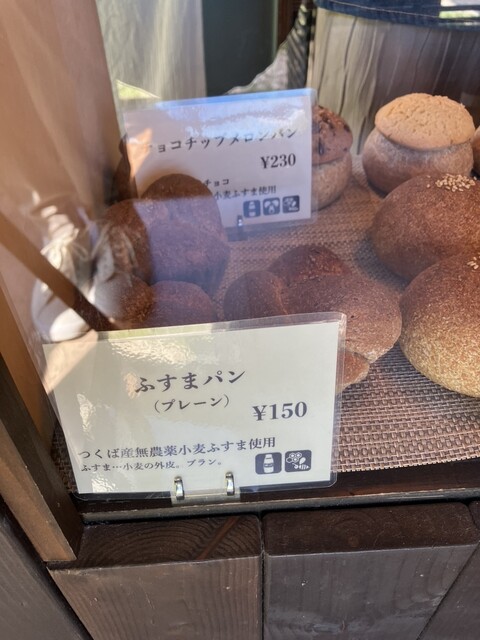 チョコチップメロンパン
¥230
チョコ
小麦ふすま使用
ふすまパン
(プレーン)
¥150
つくば産無農薬小麦ふすま使用
ふすま…小麦の外皮。ブラン。